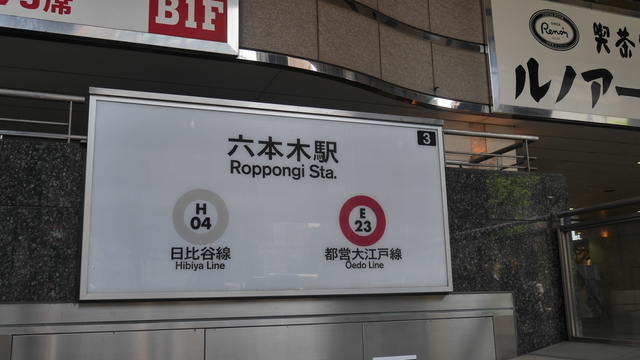 席
B1F
Renoir
喫茶
ルノアー
3
六本木駅
Roppongi Sta.
H
04
日比谷線
Hibiya Line
E
23
都営大江戸線
Oedo Line